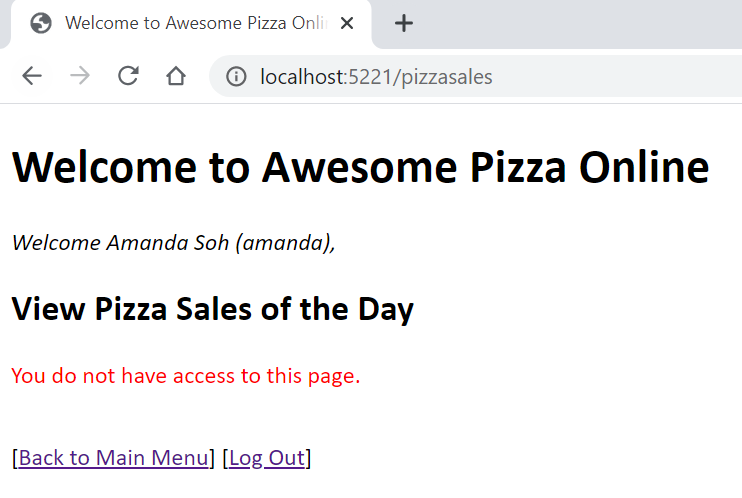 Welcome to Awesome Pizza Onli
localhost:5221/pizzasales
Welcome to Awesome Pizza Online
Welcome Amanda Soh (amanda),
View Pizza Sales of the Day
You do not have access to this page.
[Back to Main Menu] [Log Out]